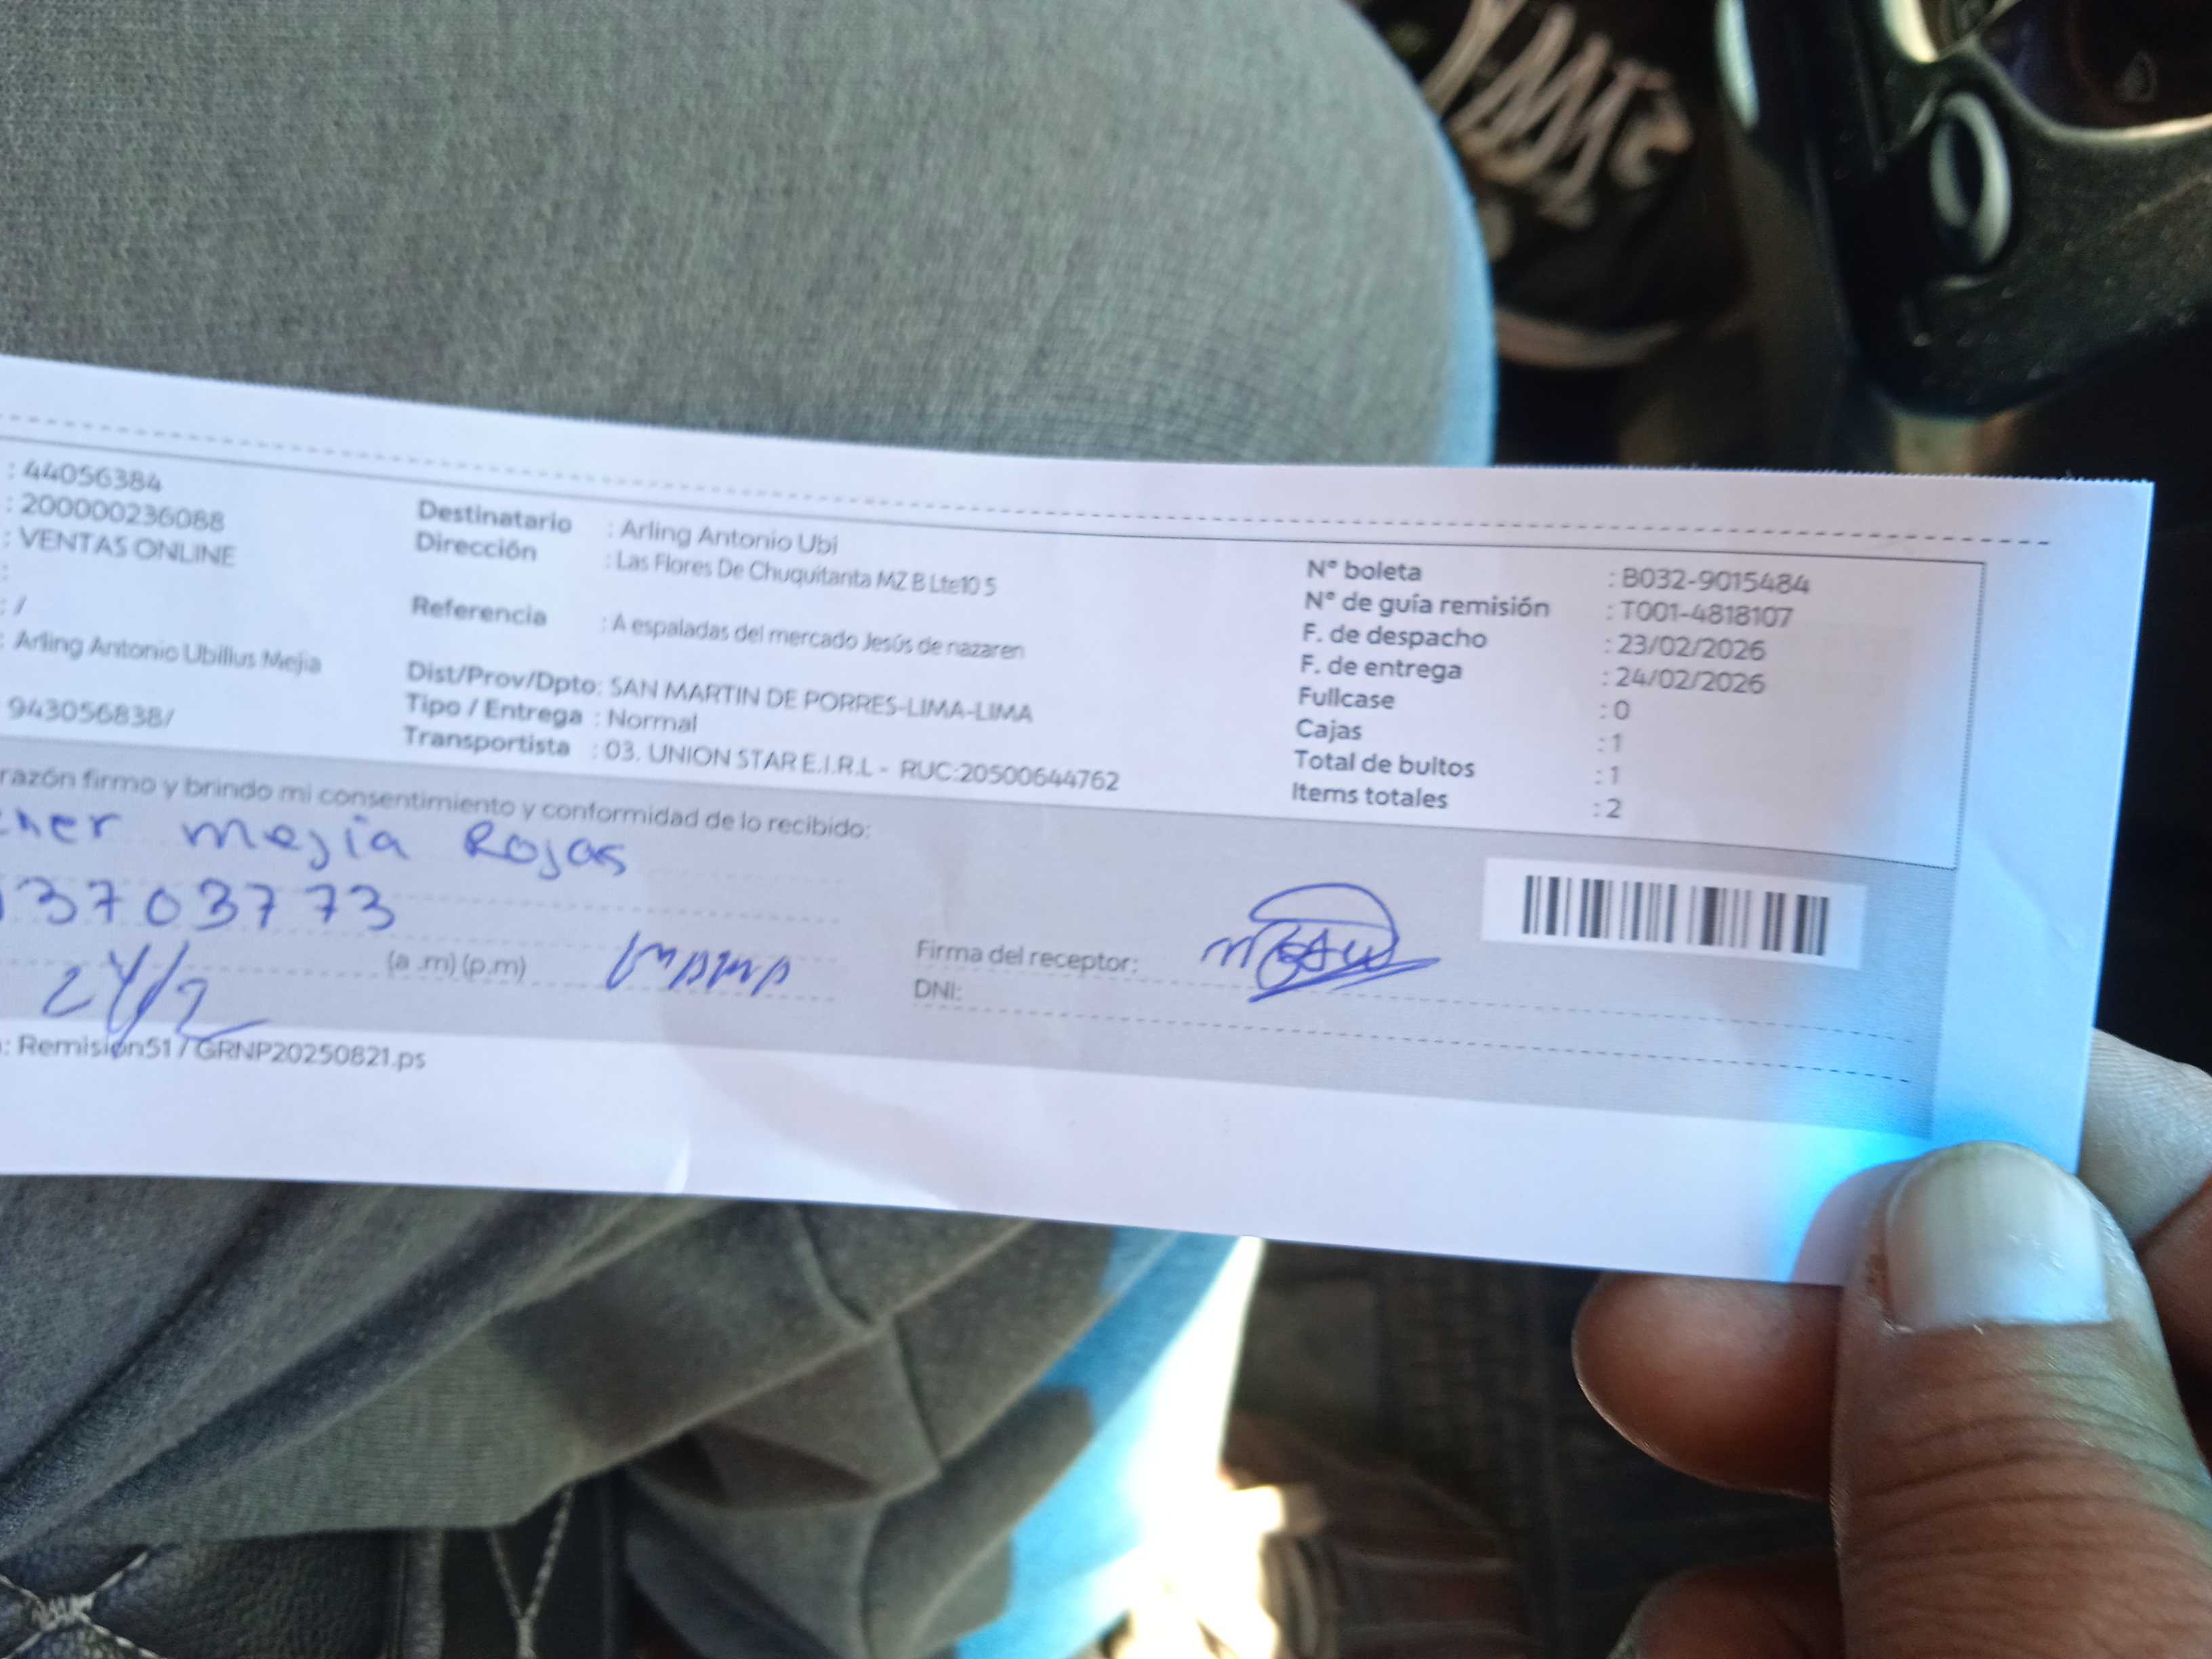 : 44056384
: 200000236088
: VENTAS ONLINE
:
: /
: Arling Antonio Ubillus Mejia
943056838/
Destinatario : Arling Antonio Ubi
Dirección : Las Flores De Chuquitanta MZ B Lte10 5
Referencia : A espaladas del mercado Jesús de nazaren
Dist/Prov/Dpto: SAN MARTIN DE PORRES-LIMA-LIMA
Tipo / Entrega : Normal
Transportista : 03. UNION STAR E.I.R.L - RUC:20500644762
N° boleta : B032-9015484
N° de guía remisión : T001-4818107
F. de despacho : 23/02/2026
F. de entrega : 24/02/2026
Fullcase : 0
Cajas : 1
Total de bultos : 1
Items totales : 2
razón firmo y brindo mi consentimiento y conformidad de lo recibido:
mejía Rojas
3703773
24/2 (a .m) (p.m) mama
Firma del receptor:
DNI:
: Remisión51 / GRNP20250821.ps